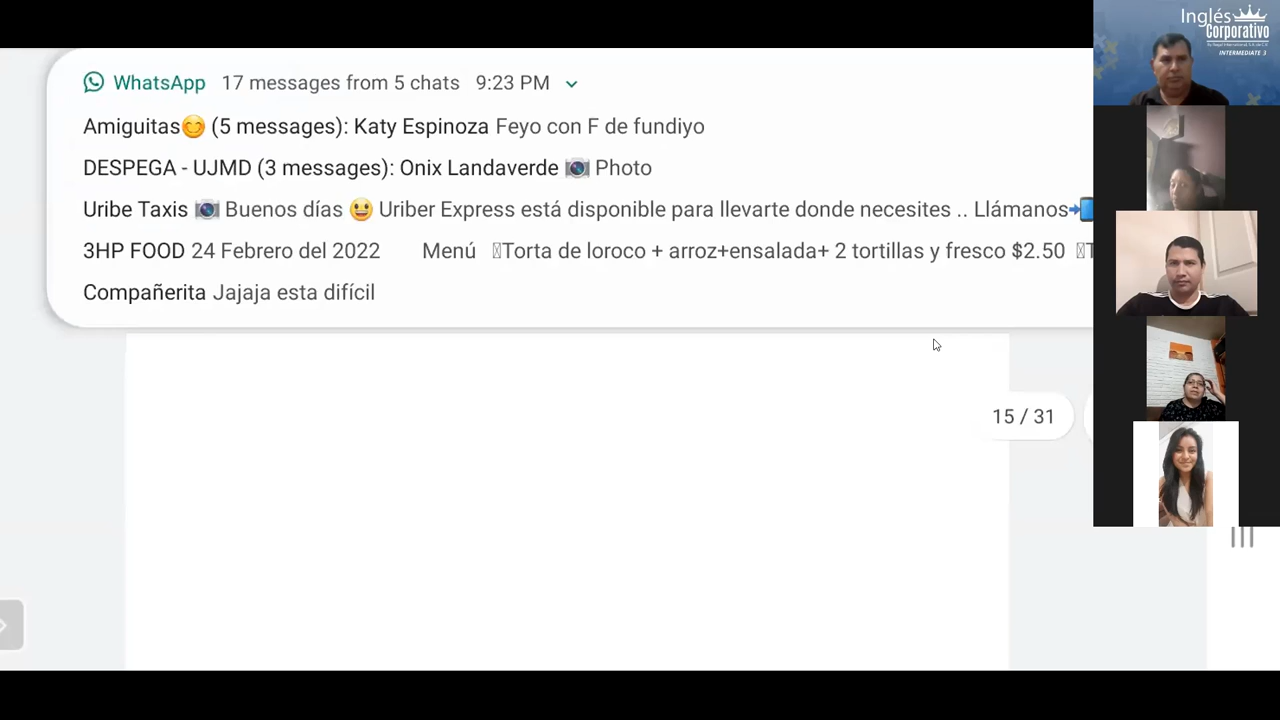 WhatsApp 17 messages from 5 chats 9:23 PM
Amiguitas😊 (5 messages): Katy Espinoza Feyo con F de fundiyo
DESPEGA - UJMD (3 messages): Onix Landaverde 📷 Photo
Uribe Taxis 📷 Buenos días 😃 Uriber Express está disponible para llevarte donde necesites .. Llámanos
3HP FOOD 24 Febrero del 2022 Menú Torta de loroco + arroz+ensalada+ 2 tortillas y fresco $2.50
Compañerita Jajaja esta difícil
15 / 31
Inglés
Corporativo
INTERMEDIATE 3